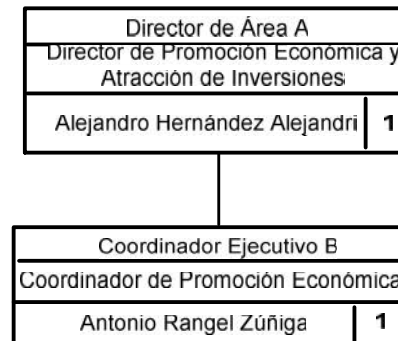 Director de Área A
Director de Promoción Económica y
Atracción de Inversiones
Alejandro Hernández Alejandri 1
Coordinador Ejecutivo B
Coordinador de Promoción Económica
Antonio Rangel Zúñiga 1